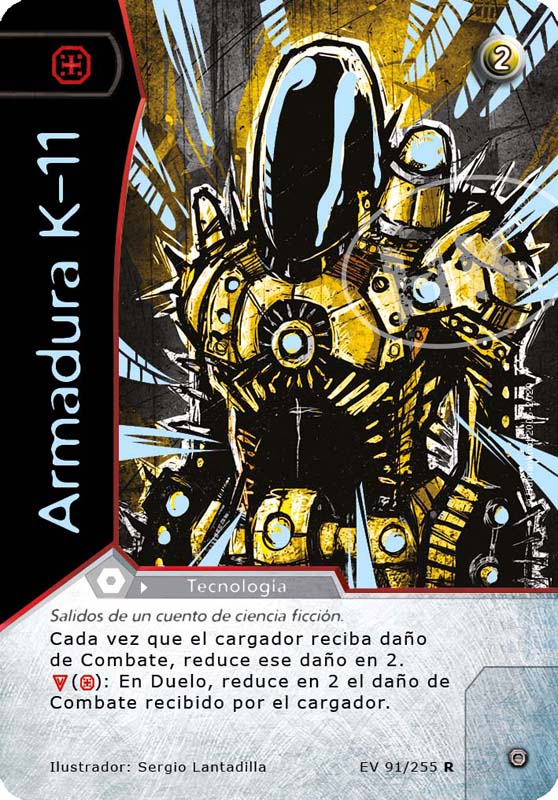 2
Armadura K-11
Tecnología
Salidos de un cuento de ciencia ficción.
Cada vez que el cargador reciba daño
de Combate, reduce ese daño en 2.
(): En Duelo, reduce en 2 el daño de
Combate recibido por el cargador.
Ilustrador: Sergio Lantadilla
EV 91/255 R